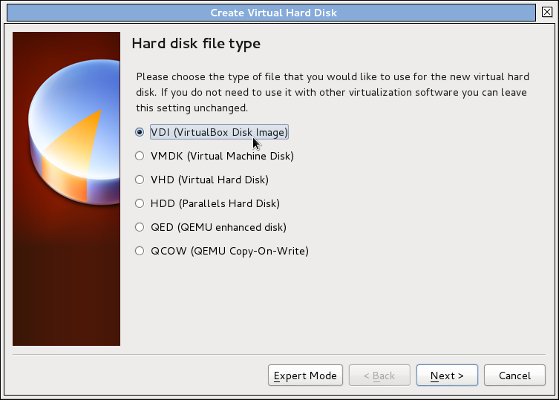 Create Virtual Hard Disk
Hard disk file type
Please choose the type of file that you would like to use for the new virtual hard
disk. If you do not need to use it with other virtualization software you can leave
this setting unchanged.
VDI (VirtualBox Disk Image)
VMDK (Virtual Machine Disk)
VHD (Virtual Hard Disk)
HDD (Parallels Hard Disk)
QED (QEMU enhanced disk)
QCOW (QEMU Copy-On-Write)
Expert Mode
< Back
Next >
Cancel